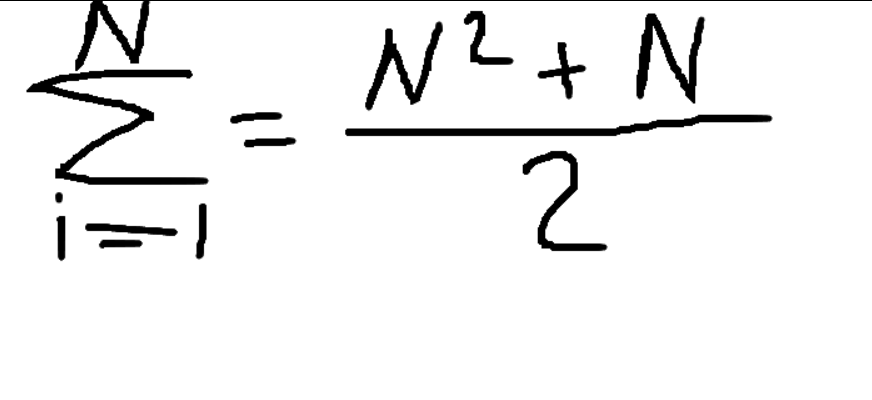 N
∑ = N² + N
i=1 2